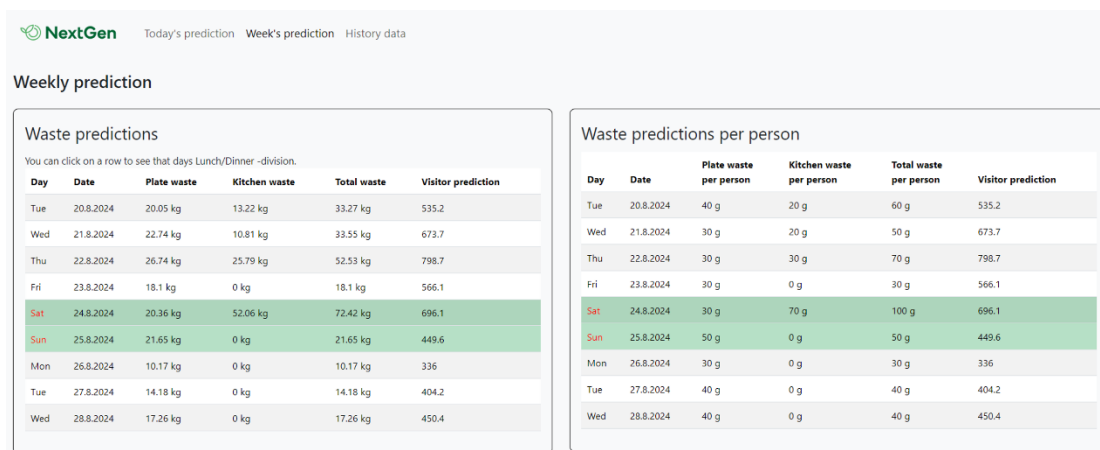 NextGen Today's prediction Week's prediction History data
Weekly prediction
Waste predictions
You can click on a row to see that days Lunch/Dinner -division.
Day Date Plate waste Kitchen waste Total waste Visitor prediction
Tue 20.8.2024 20.05 kg 13.22 kg 33.27 kg 535.2
Wed 21.8.2024 22.74 kg 10.81 kg 33.55 kg 673.7
Thu 22.8.2024 26.74 kg 25.79 kg 52.53 kg 798.7
Fri 23.8.2024 18.1 kg 0 kg 18.1 kg 566.1
Sat 24.8.2024 20.36 kg 52.06 kg 72.42 kg 696.1
Sun 25.8.2024 21.65 kg 0 kg 21.65 kg 449.6
Mon 26.8.2024 10.17 kg 0 kg 10.17 kg 336
Tue 27.8.2024 14.18 kg 0 kg 14.18 kg 404.2
Wed 28.8.2024 17.26 kg 0 kg 17.26 kg 450.4
Waste predictions per person
Plate waste Kitchen waste Total waste
Day Date per person per person per person Visitor prediction
Tue 20.8.2024 40 g 20 g 60 g 535.2
Wed 21.8.2024 30 g 20 g 50 g 673.7
Thu 22.8.2024 30 g 30 g 70 g 798.7
Fri 23.8.2024 30 g 0 g 30 g 566.1
Sat 24.8.2024 30 g 70 g 100 g 696.1
Sun 25.8.2024 50 g 0 g 50 g 449.6
Mon 26.8.2024 30 g 0 g 30 g 336
Tue 27.8.2024 40 g 0 g 40 g 404.2
Wed 28.8.2024 40 g 0 g 40 g 450.4